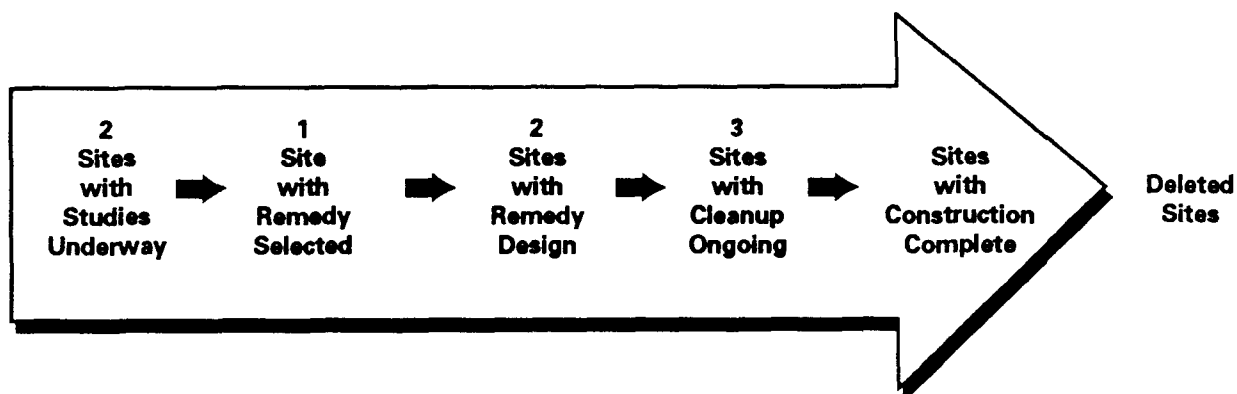 2
Sites
with
Studies
Underway
1
Site
with
Remedy
Selected
2
Sites
with
Remedy
Design
3
Sites
with
Cleanup
Ongoing
Sites
with
Construction
Complete
Deleted
Sites